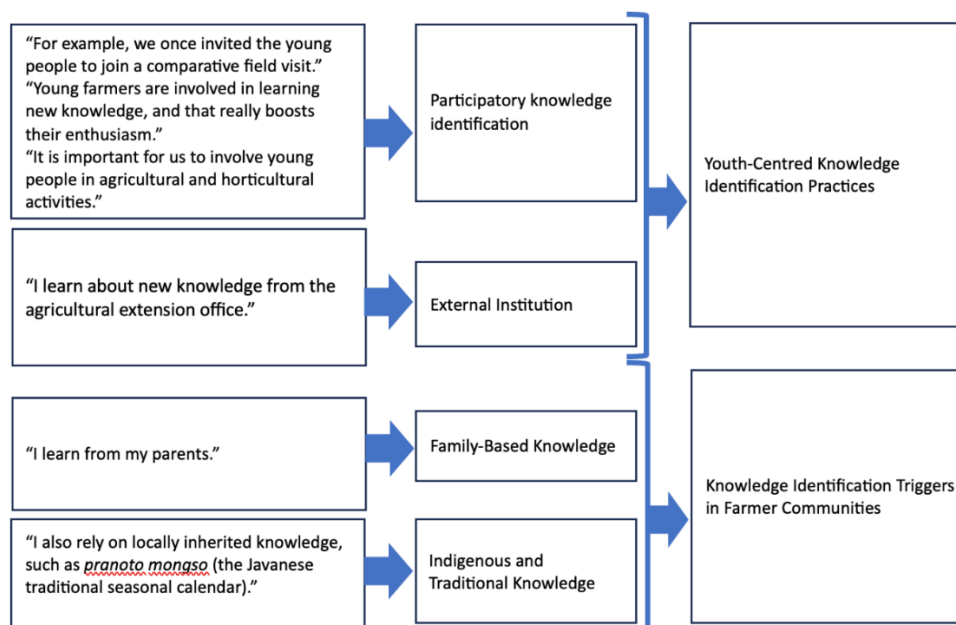 “For example, we once invited the young
people to join a comparative field visit.”
“Young farmers are involved in learning
new knowledge, and that really boosts
their enthusiasm.”
“It is important for us to involve young
people in agricultural and horticultural
activities.”
Participatory knowledge
identification
Youth-Centred Knowledge
Identification Practices
“I learn about new knowledge from the
agricultural extension office.”
External Institution
“I learn from my parents.”
Family-Based Knowledge
Knowledge Identification Triggers
in Farmer Communities
“I also rely on locally inherited knowledge,
such as pranoto mongso (the Javanese
traditional seasonal calendar).”
Indigenous and
Traditional Knowledge